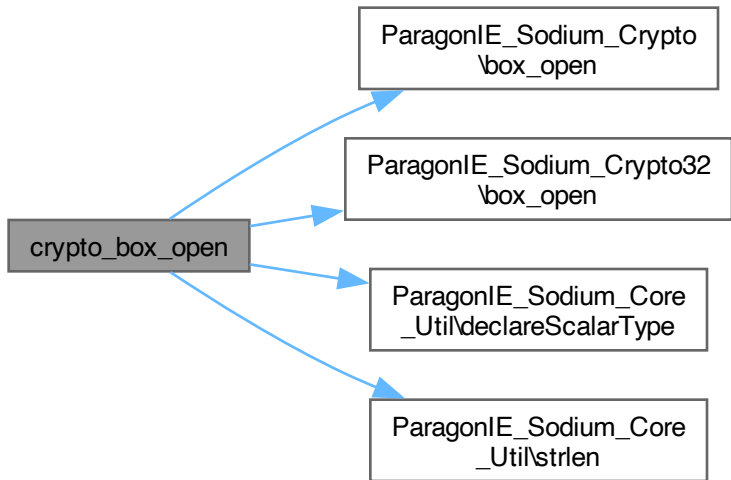 ParagonIE_Sodium_Crypto
\box_open
ParagonIE_Sodium_Crypto32
\box_open
crypto_box_open
ParagonIE_Sodium_Core
_Util\declareScalarType
ParagonIE_Sodium_Core
_Util\strlen